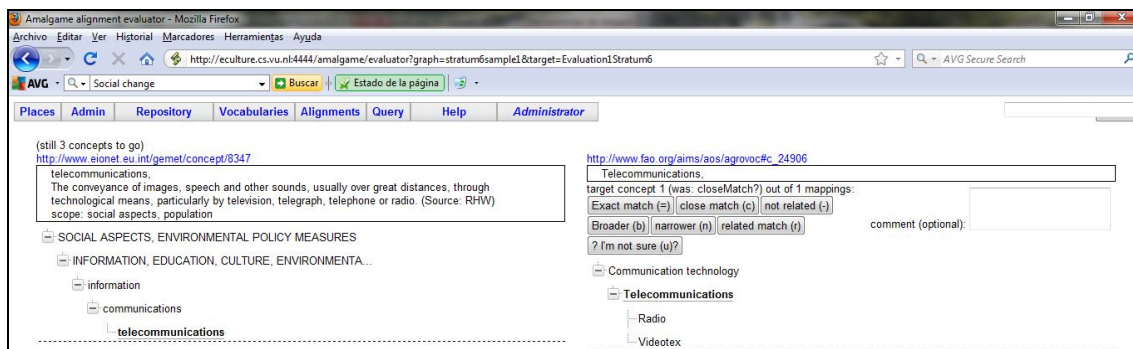 Amalgame alignment evaluator - Mozilla Firefox
Archivo Editar Ver Historial Marcadores Herramientas Ayuda
http://eculture.cs.vu.nl:4444/amalgame/evaluator?graph=stratum6sample1&target=Evaluation1Stratum6
AVG Secure Search
AVG Social change Buscar Estado de la página
Places Admin Repository Vocabularies Alignments Query Help Administrator
(still 3 concepts to go)
http://www.eionet.eu.int/gemet/concept/8347
telecommunications,
The conveyance of images, speech and other sounds, usually over great distances, through
technological means, particularly by television, telegraph, telephone or radio. (Source: RHW)
scope: social aspects, population
SOCIAL ASPECTS, ENVIRONMENTAL POLICY MEASURES
INFORMATION, EDUCATION, CULTURE, ENVIRONMENTA...
information
communications
telecommunications
http://www.fao.org/aims/aos/agrovoc#c_24906
Telecommunications,
target concept 1 (was: closeMatch?) out of 1 mappings:
Exact match (=) close match (c) not related (-)
Broader (b) narrower (n) related match (r)
comment (optional):
? I'm not sure (u)?
Communication technology
Telecommunications
Radio
Videotex